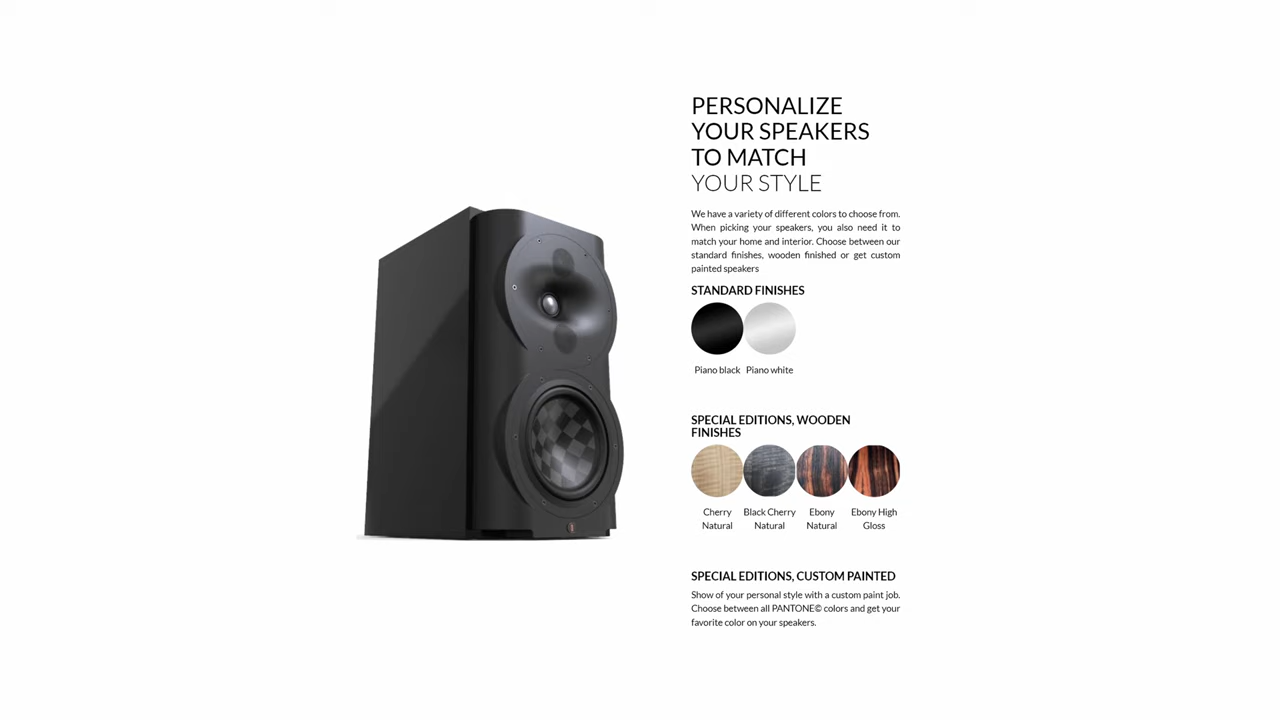 PERSONALIZE
YOUR SPEAKERS
TO MATCH
YOUR STYLE
We have a variety of different colors to choose from.
When picking your speakers, you also need it to
match your home and interior. Choose between our
standard finishes, wooden finished or get custom
painted speakers
STANDARD FINISHES
Piano black Piano white
SPECIAL EDITIONS, WOODEN
FINISHES
Cherry Natural
Black Cherry Natural
Ebony Natural
Ebony High Gloss
SPECIAL EDITIONS, CUSTOM PAINTED
Show of your personal style with a custom paint job.
Choose between all PANTONE© colors and get your
favorite color on your speakers.